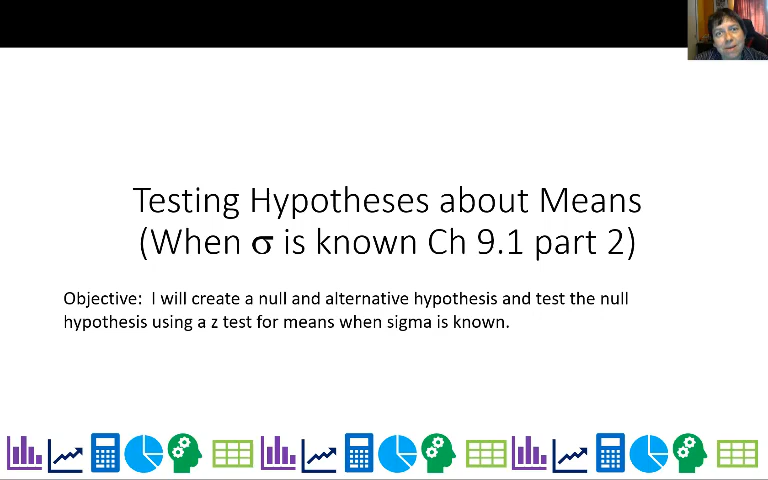 Testing Hypotheses about Means
(When σ is known Ch 9.1 part 2)
Objective:  I will create a null and alternative hypothesis and test the null
hypothesis using a z test for means when sigma is known.